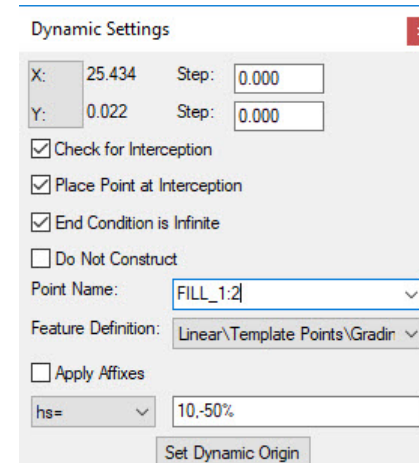 Dynamic Settings
X: 25.434 Step: 0.000
Y: 0.022 Step: 0.000
Check for Interception
Place Point at Interception
End Condition is Infinite
Do Not Construct
Point Name: FILL_1:2
Feature Definition: Linear\Template Points\Gradin
Apply Affixes
hs= 10,-50%
Set Dynamic Origin